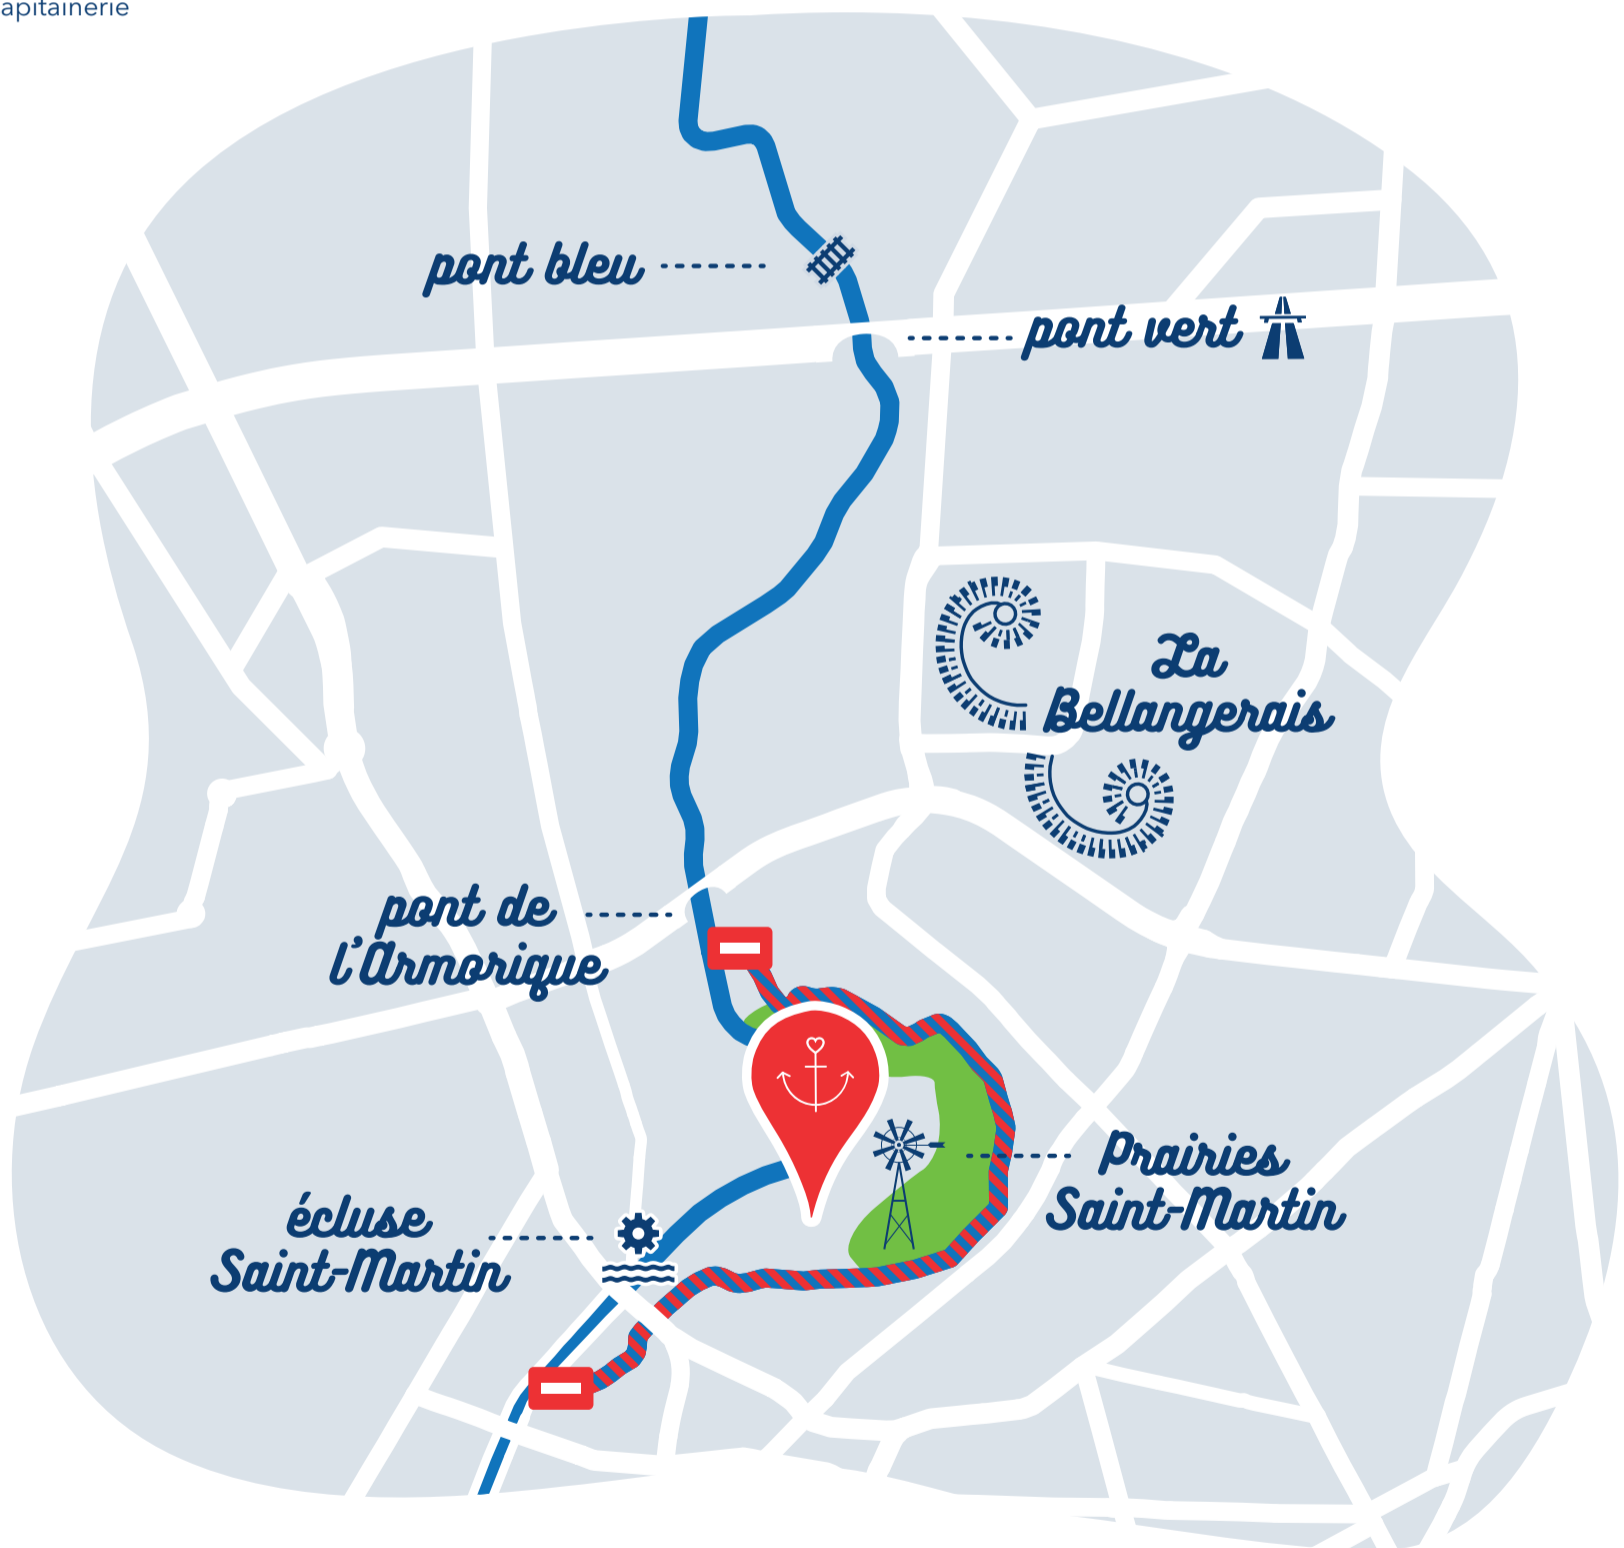 apitainerie
pont bleu
pont vert
La
Bellangerais
pont de
l'Armorique
Prairies
Saint-Martin
écluse
Saint-Martin